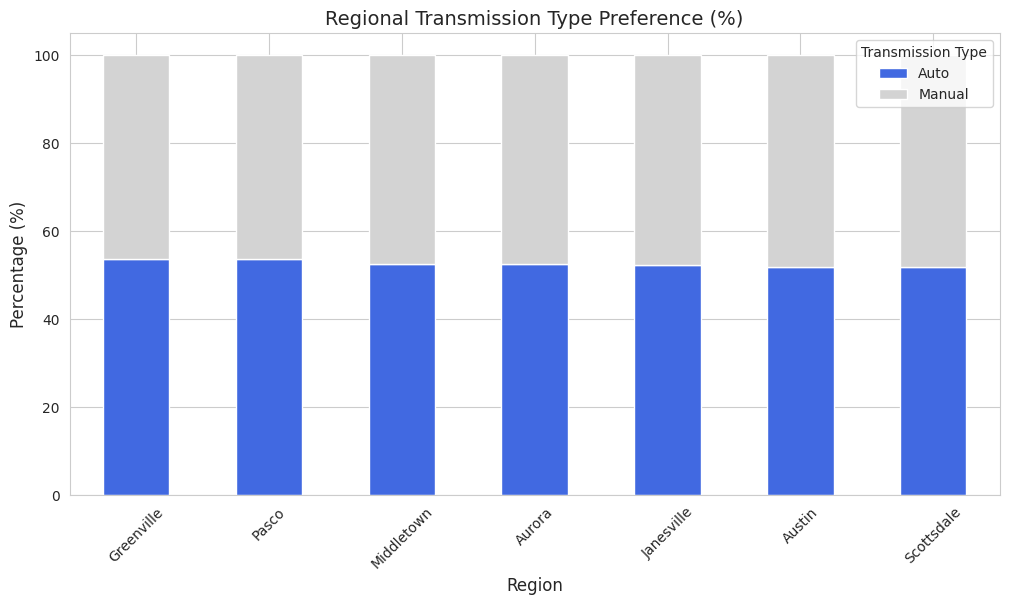 Regional Transmission Type Preference (%)
Transmission Type
Auto
Manual
Percentage (%)
100
80
60
40
20
0
Greenville
Pasco
Middletown
Aurora
Janesville
Austin
Scottsdale
Region